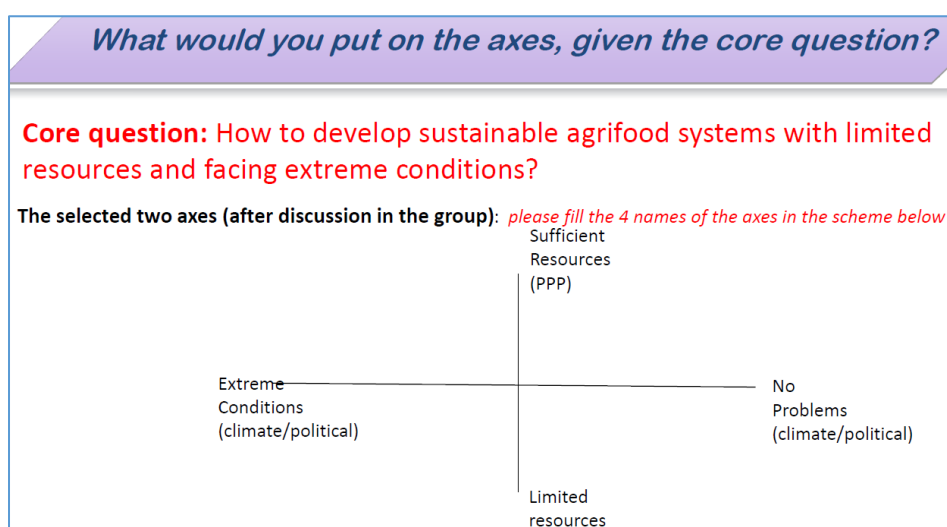 What would you put on the axes, given the core question?
Core question: How to develop sustainable agrifood systems with limited
resources and facing extreme conditions?
The selected two axes (after discussion in the group): please fill the 4 names of the axes in the scheme below
Sufficient
Resources
(PPP)
Extreme
Conditions
(climate/political)
No
Problems
(climate/political)
Limited
resources